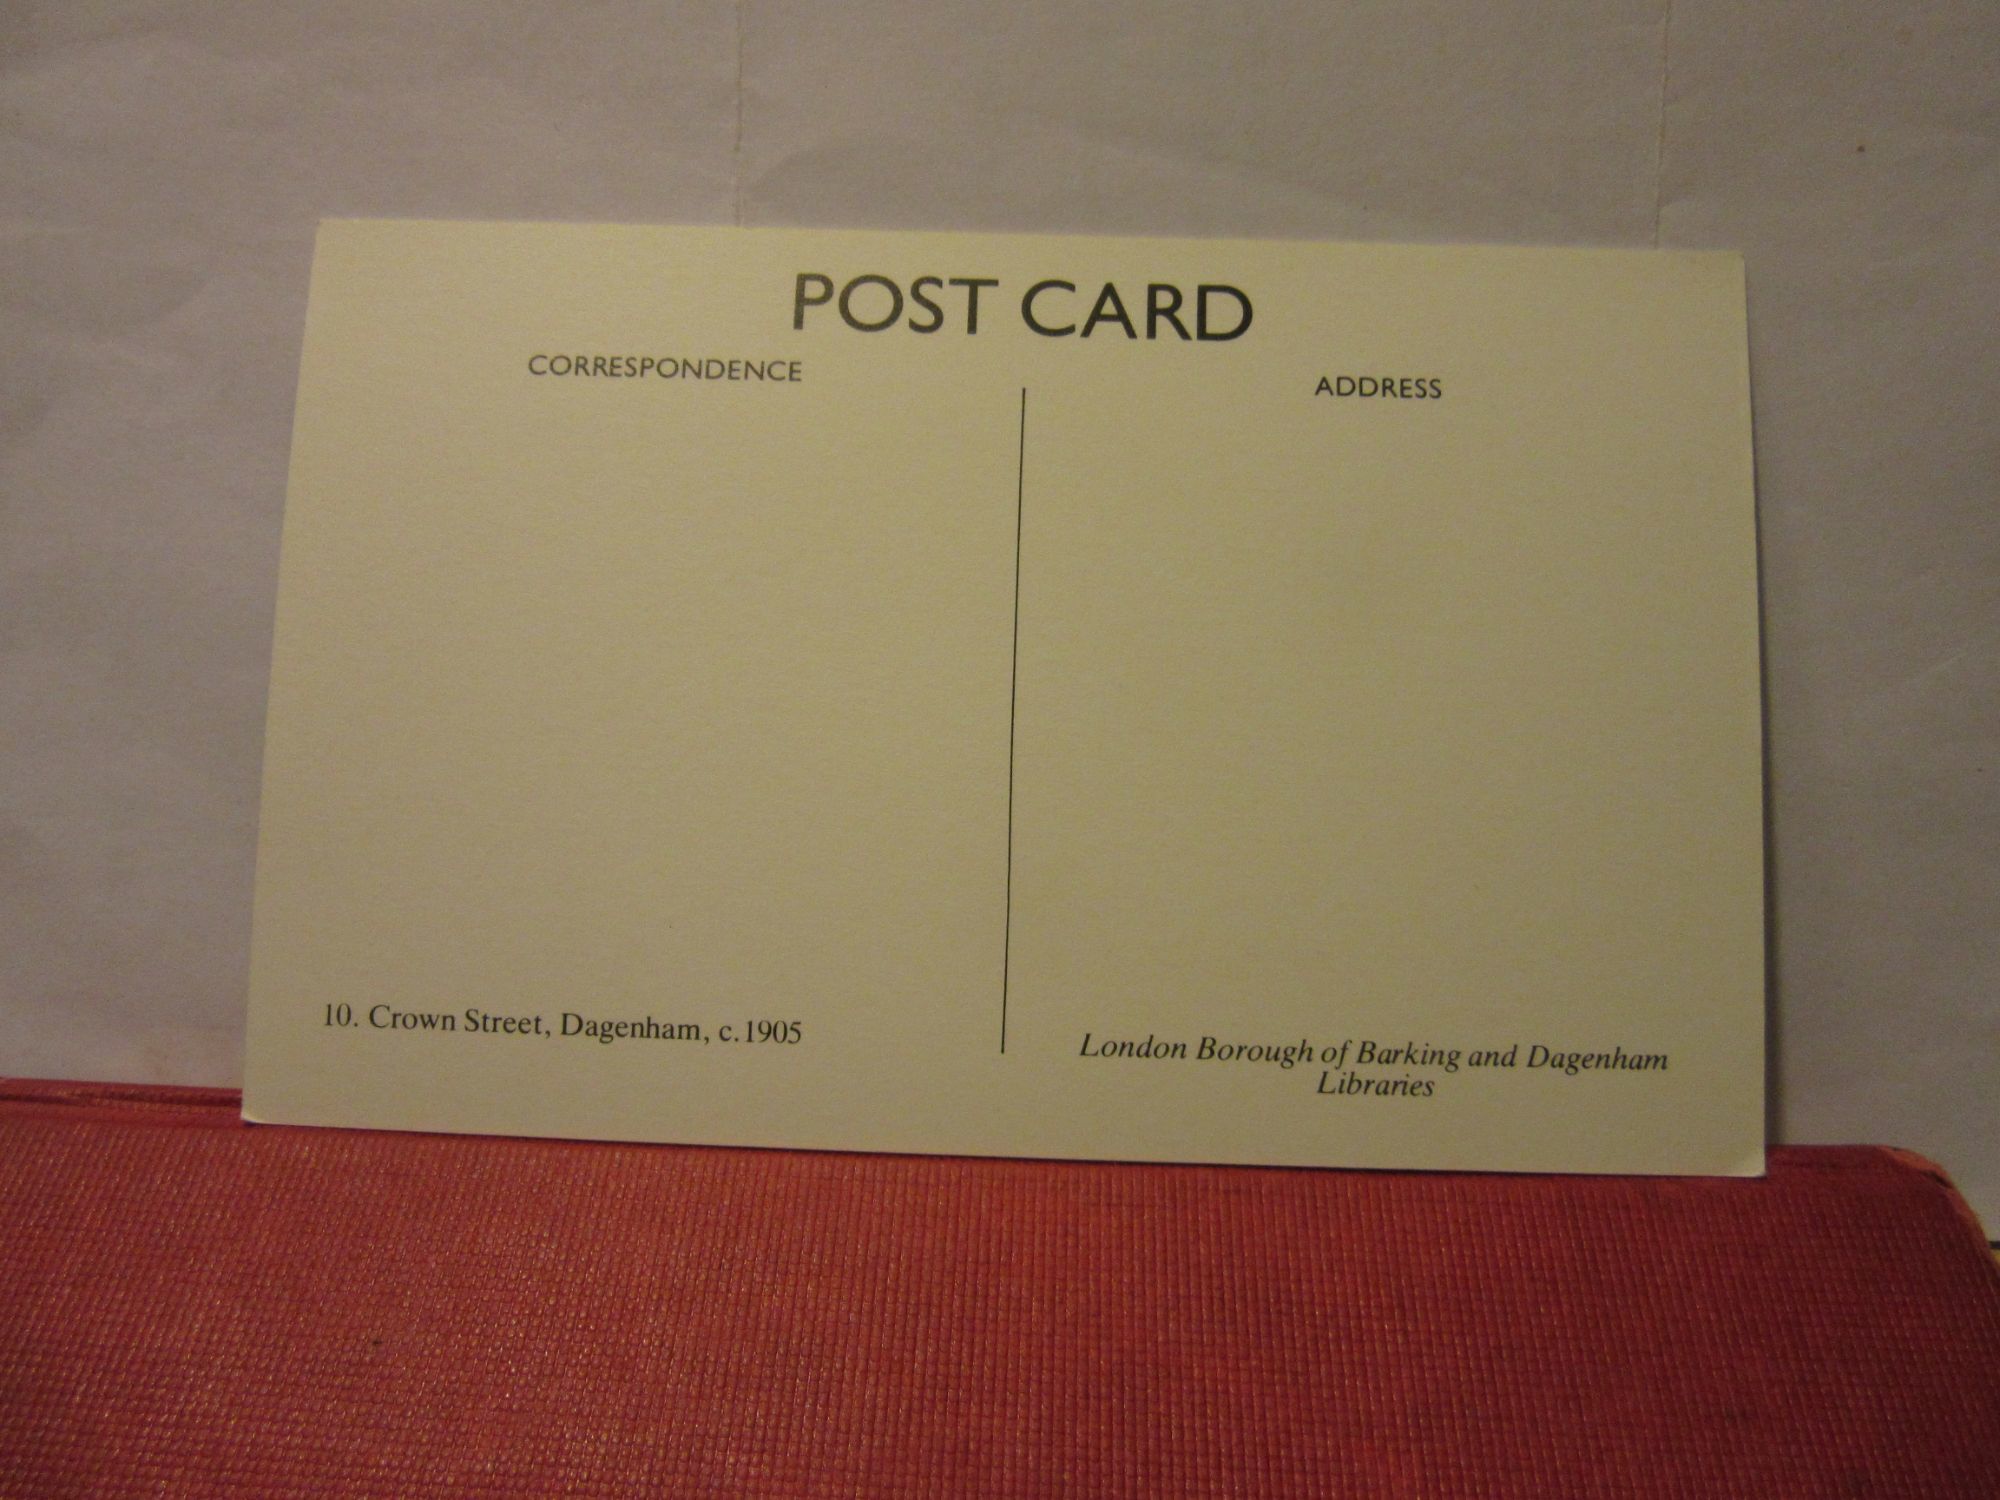 POST CARD
CORRESPONDENCE
ADDRESS
10. Crown Street, Dagenham, c.1905
London Borough of Barking and Dagenham
Libraries